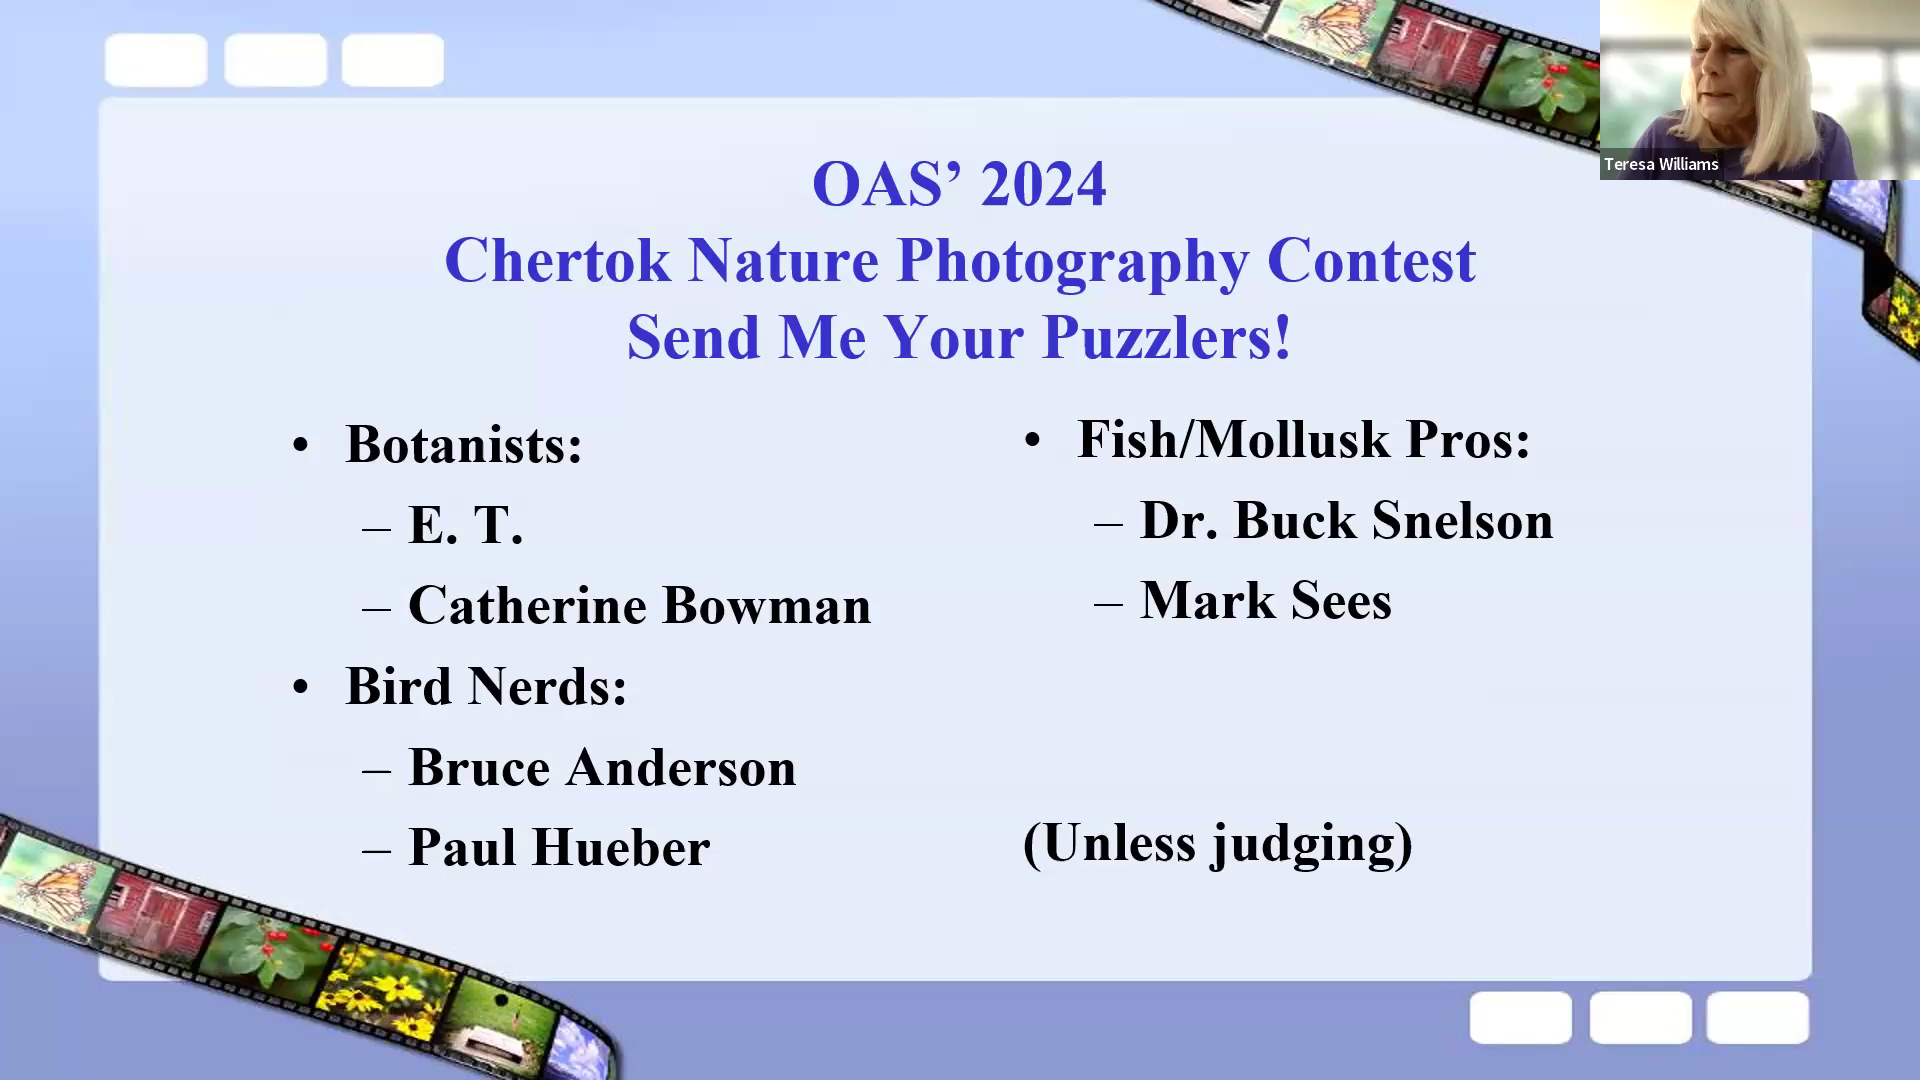 OAS’ 2024
Chertok Nature Photography Contest
Send Me Your Puzzlers!
• Botanists:
– E. T.
– Catherine Bowman
• Bird Nerds:
– Bruce Anderson
– Paul Hueber
• Fish/Mollusk Pros:
– Dr. Buck Snelson
– Mark Sees
(Unless judging)
Teresa Williams